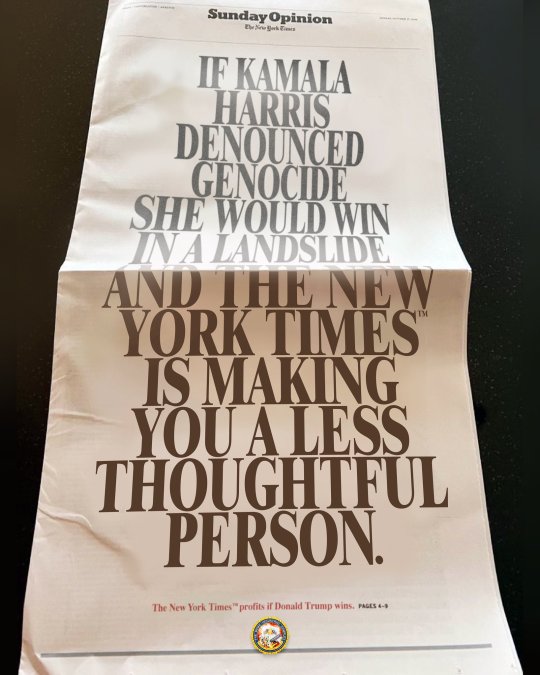 Sunday Opinion
The New York Times
IF KAMALA
HARRIS
DENOUNCED
GENOCIDE
SHE WOULD WIN
IN A LANDSLIDE
AND THE NEW
YORK TIMES™
IS MAKING
YOU A LESS
THOUGHTFUL
PERSON.
The New York Times™ profits if Donald Trump wins. PAGES 4–9